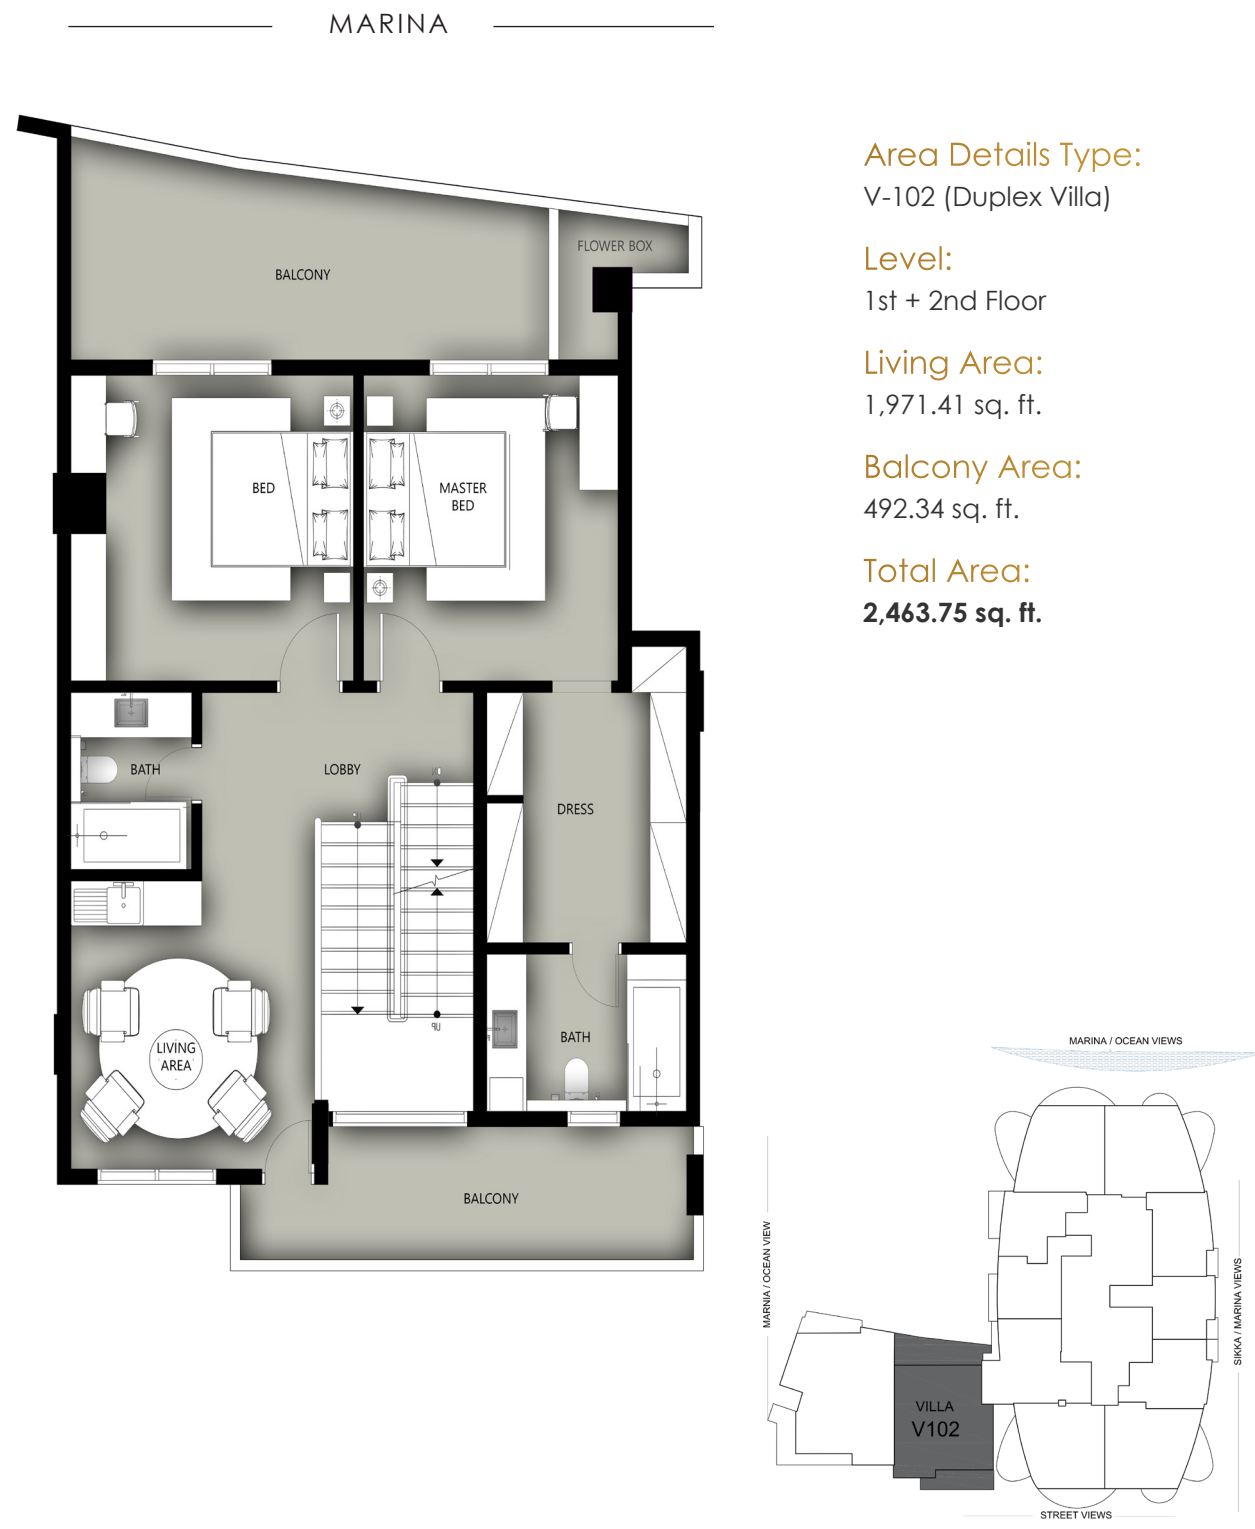 MARINA
Area Details Type:
V-102 (Duplex Villa)
Level:
1st + 2nd Floor
Living Area:
1,971.41 sq. ft.
Balcony Area:
492.34 sq. ft.
Total Area:
2,463.75 sq. ft.
FLOWER BOX
BALCONY
BED
MASTER
BED
BATH
LOBBY
DRESS
LIVING
AREA
UP
BATH
BALCONY
MARINA / OCEAN VIEWS
MARNIA / OCEAN VIEW
SIKKA / MARINA VIEWS
VILLA
V102
STREET VIEWS